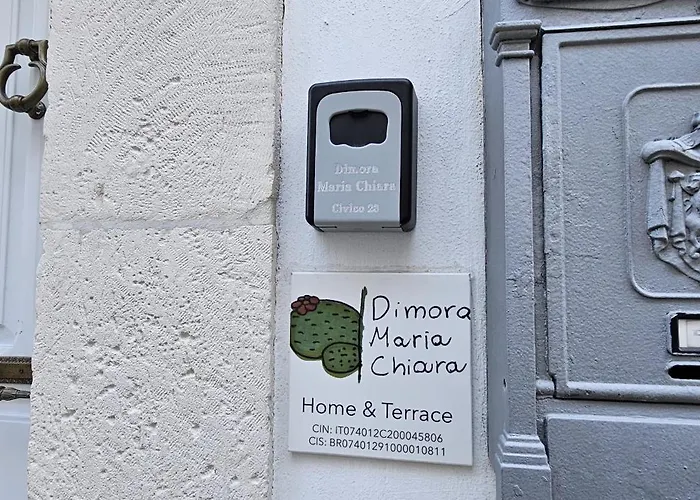 Dimora
Maria Chiara
Civico 23
Dimora
Maria
Chiara
Home & Terrace
CIN: IT074012C200045806
CIS: BR07401291000010811